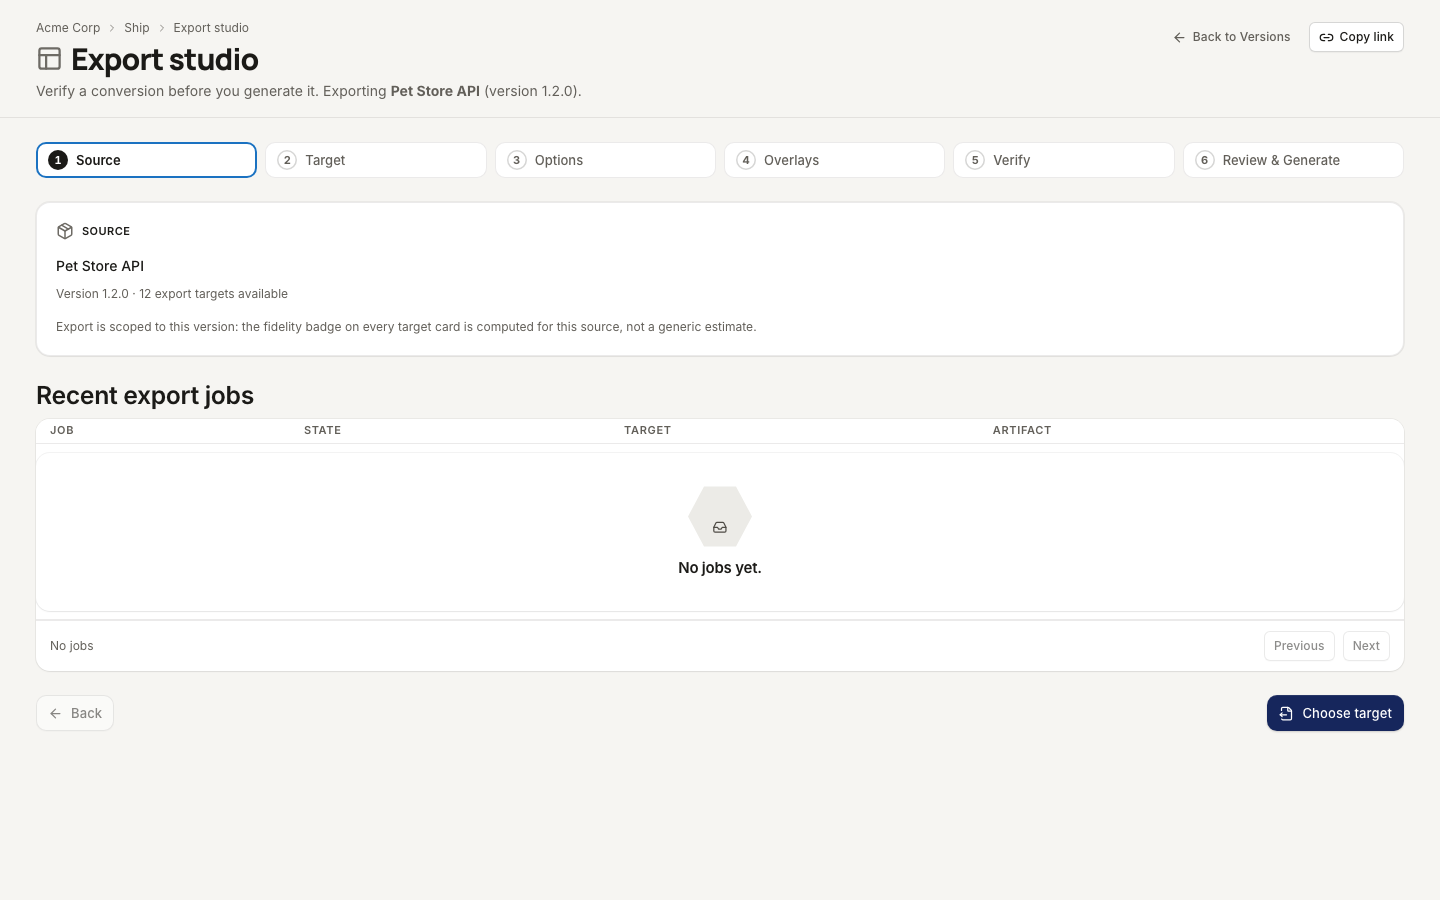 Acme Corp > Ship > Export studio
Back to Versions
Copy link
Export studio
Verify a conversion before you generate it. Exporting Pet Store API (version 1.2.0).
1 Source
2 Target
3 Options
4 Overlays
5 Verify
6 Review & Generate
SOURCE
Pet Store API
Version 1.2.0 · 12 export targets available
Export is scoped to this version: the fidelity badge on every target card is computed for this source, not a generic estimate.
Recent export jobs
JOB STATE TARGET ARTIFACT
No jobs yet.
No jobs
Previous Next
Back
Choose target